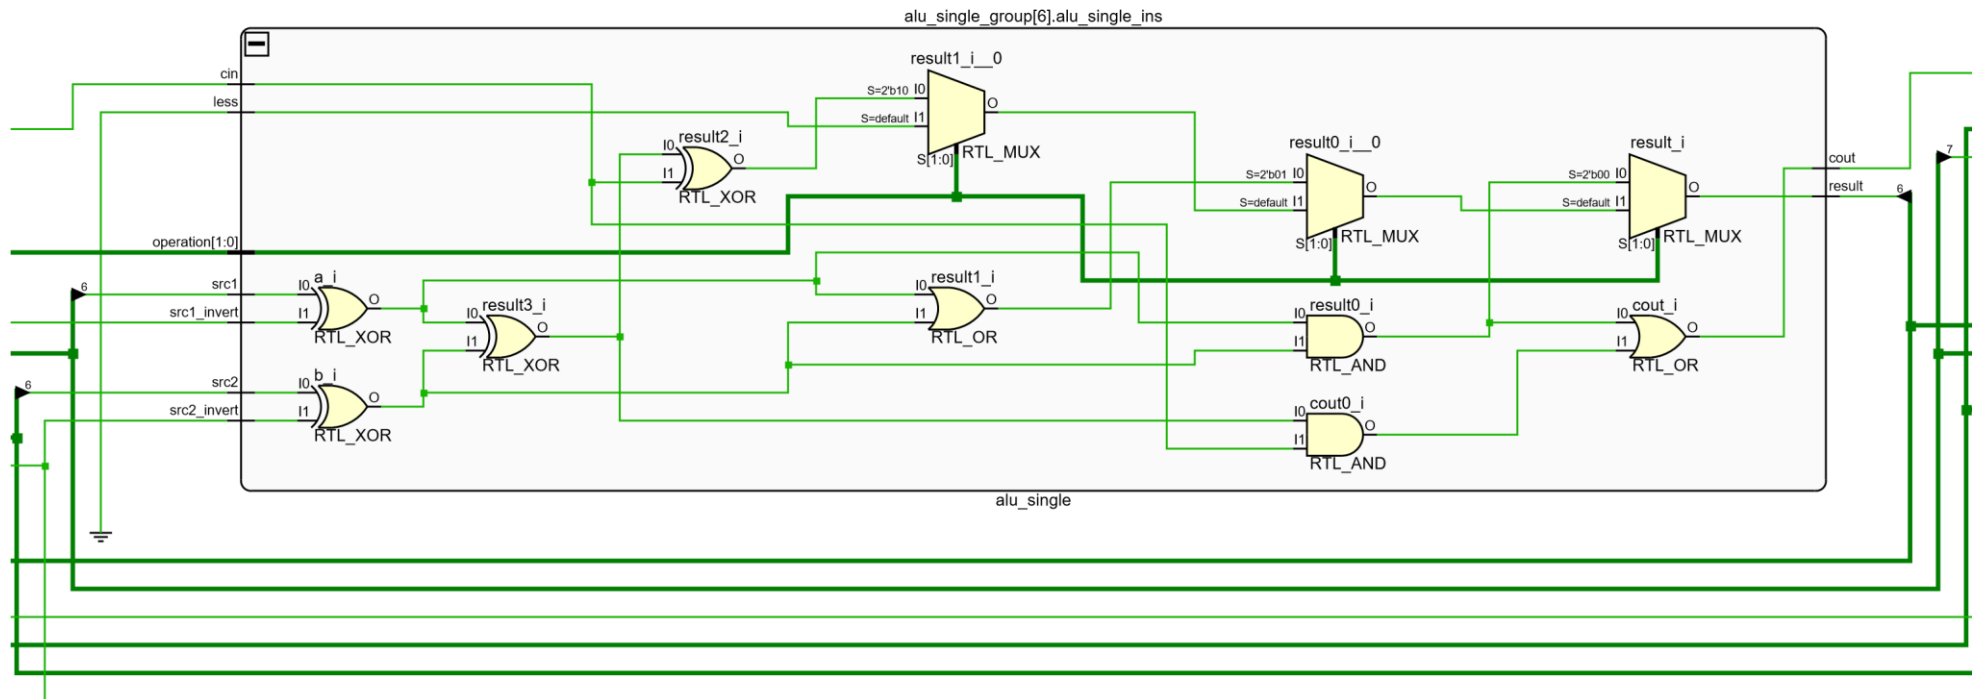 alu_single_group[6].alu_single_ins
result1_i__0
cin
less
S=2'b10 I0
O
S=default I1
S[1:0]
RTL_MUX
result2_i
I0
O
I1
RTL_XOR
result0_i__0
S=2'b01 I0
O
S=default I1
S[1:0]
RTL_MUX
result_i
S=2'b00 I0
O
S=default I1
S[1:0]
RTL_MUX
cout
result
6
7
operation[1:0]
6
src1
src1_invert
a_i
I0
O
I1
RTL_XOR
result3_i
I0
O
I1
RTL_XOR
result1_i
I0
O
I1
RTL_OR
result0_i
I0
O
I1
RTL_AND
cout_i
I0
O
I1
RTL_OR
6
src2
src2_invert
b_i
I0
O
I1
RTL_XOR
cout0_i
I0
O
I1
RTL_AND
alu_single